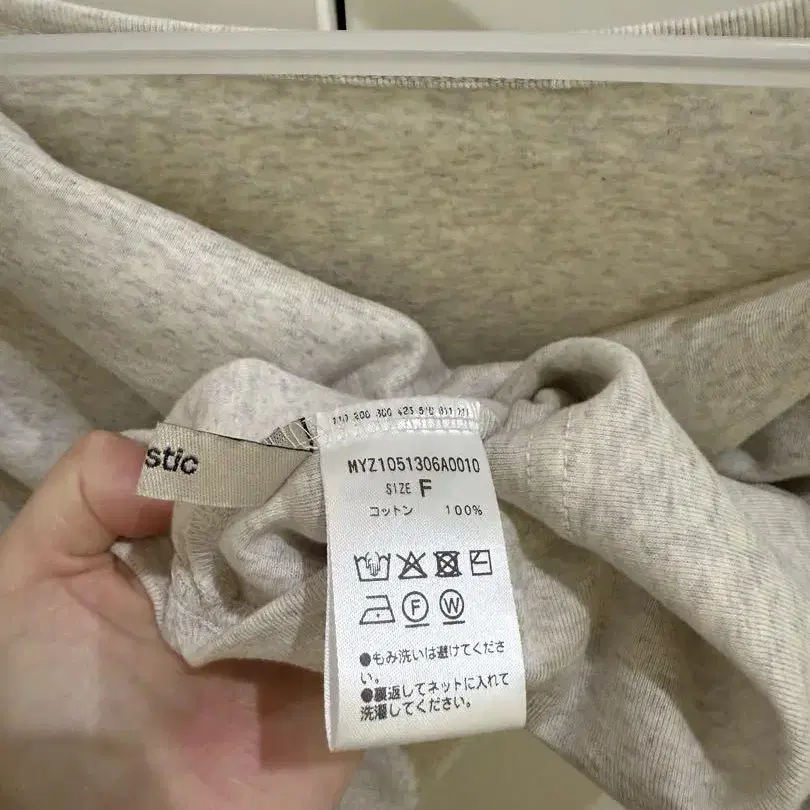 stic
MYZ1051306A0010
SIZE F
コットン 100%
F W
●もみ洗いは避けてくださ
い。
●裏返してネットに入れて
洗濯してください。